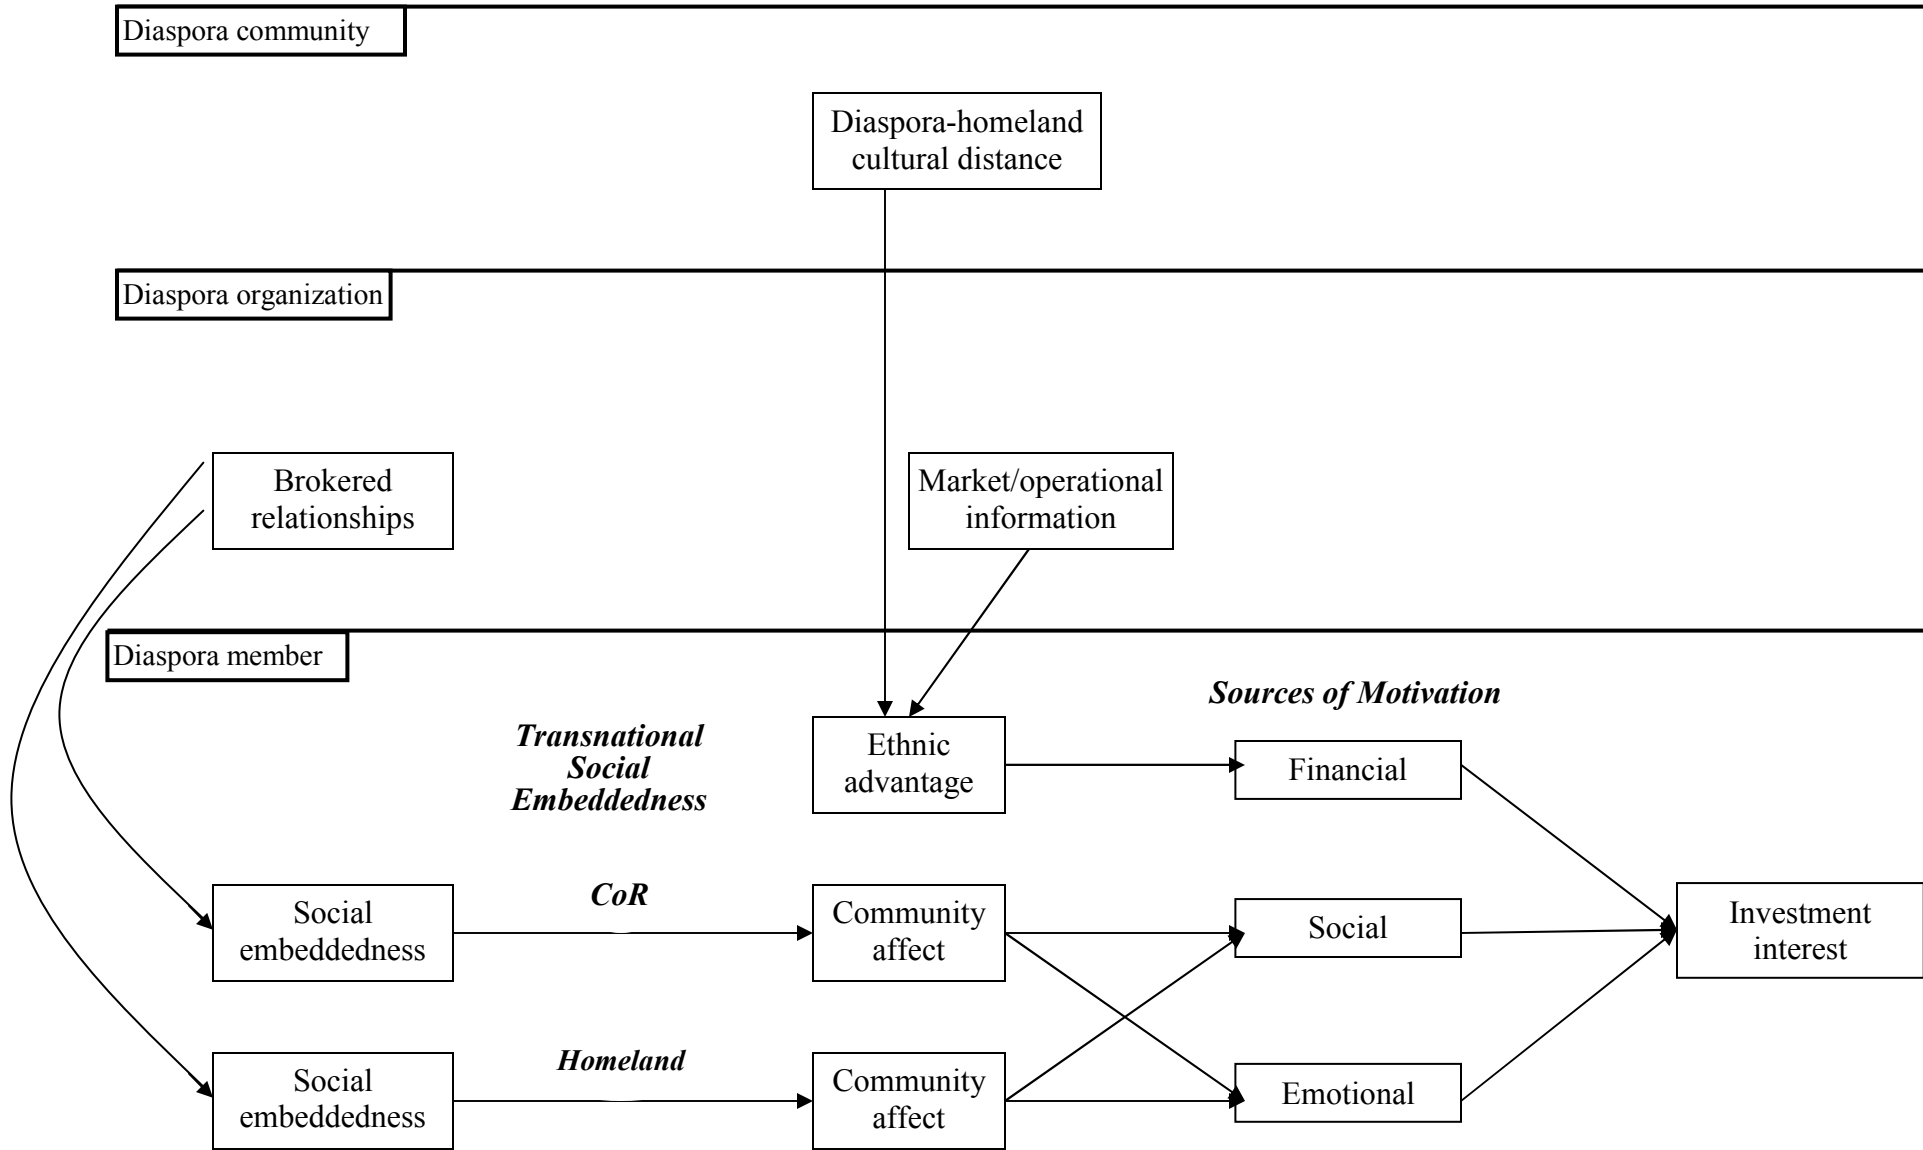 Diaspora community
Diaspora-homeland
cultural distance
Diaspora organization
Brokered
relationships
Market/operational
information
Diaspora member
Sources of Motivation
Transnational
Social
Embeddedness
Ethnic
advantage
Financial
CoR
Social
embeddedness
Community
affect
Social
Investment
interest
Homeland
Social
embeddedness
Community
affect
Emotional